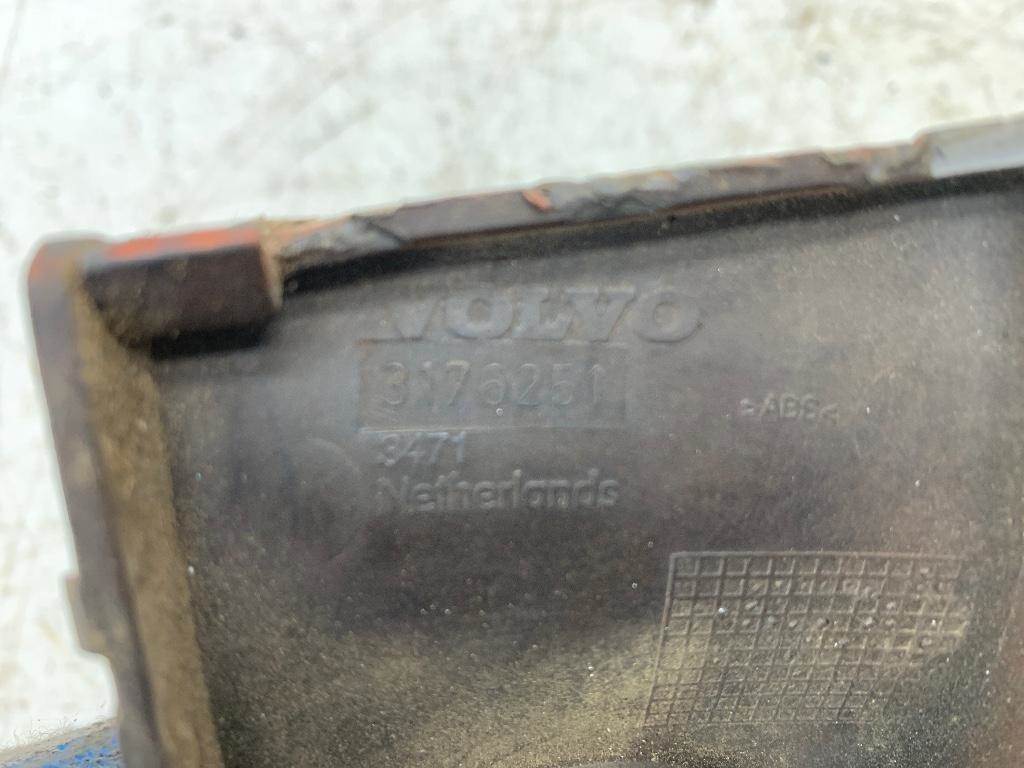 VOLVO
3176251
>ABS<
3471
Netherlands